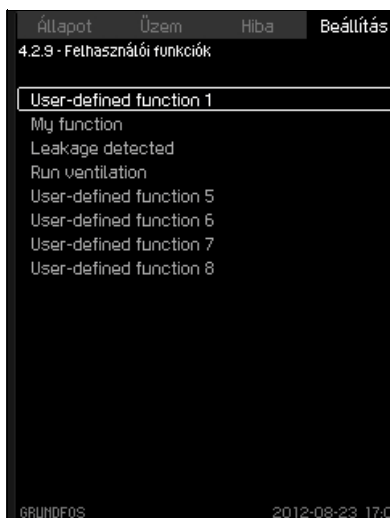 Állapot Üzem Hiba Beállítás
4.2.9 - Felhasználói funkciók
User-defined function 1
My function
Leakage detected
Run ventilation
User-defined function 5
User-defined function 6
User-defined function 7
User-defined function 8
GRUNDFOS 2012-08-23